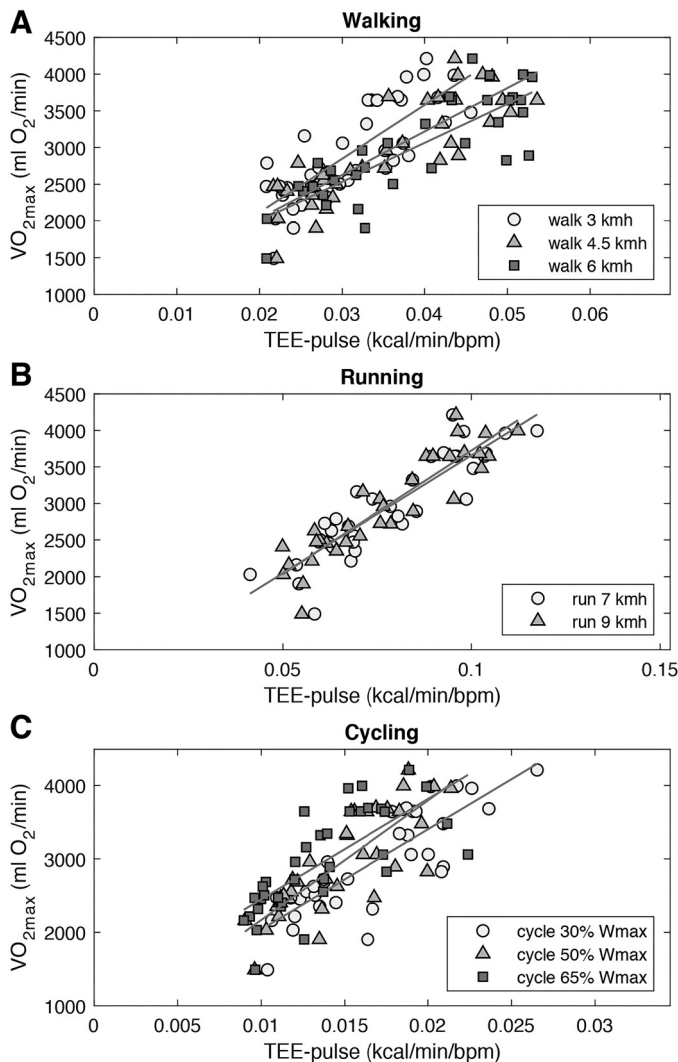 A
Walking
VO2max (ml O2/min)
4500
4000
3500
3000
2500
2000
1500
1000
walk 3 kmh
walk 4.5 kmh
walk 6 kmh
0 0.01 0.02 0.03 0.04 0.05 0.06
TEE-pulse (kcal/min/bpm)
B
Running
VO2max (ml O2/min)
4500
4000
3500
3000
2500
2000
1500
1000
run 7 kmh
run 9 kmh
0 0.05 0.1 0.15
TEE-pulse (kcal/min/bpm)
C
Cycling
VO2max (ml O2/min)
4000
3000
2000
1000
cycle 30% Wmax
cycle 50% Wmax
cycle 65% Wmax
0 0.005 0.01 0.015 0.02 0.025 0.03
TEE-pulse (kcal/min/bpm)